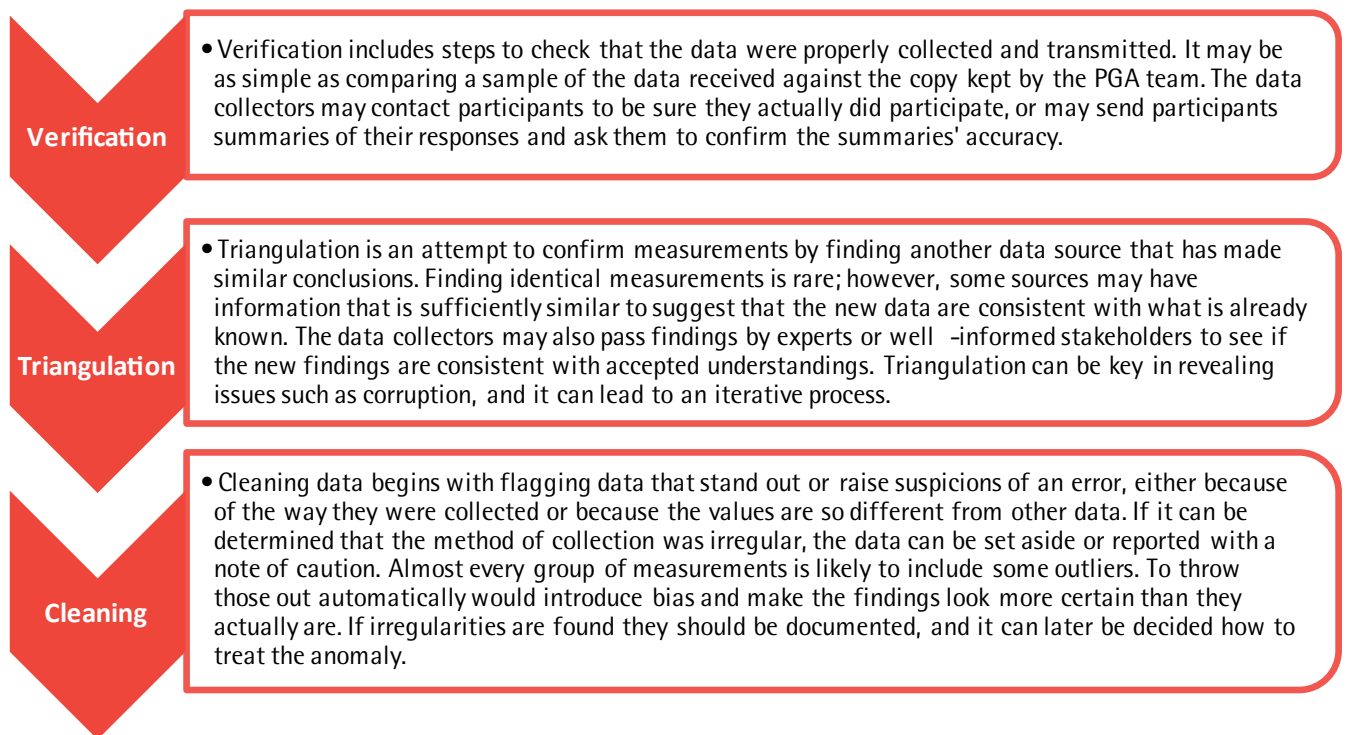 Verification
• Verification includes steps to check that the data were properly collected and transmitted. It may be
as simple as comparing a sample of the data received against the copy kept by the PGA team. The data
collectors may contact participants to be sure they actually did participate, or may send participants
summaries of their responses and ask them to confirm the summaries' accuracy.
Triangulation
• Triangulation is an attempt to confirm measurements by finding another data source that has made
similar conclusions. Finding identical measurements is rare; however, some sources may have
information that is sufficiently similar to suggest that the new data are consistent with what is already
known. The data collectors may also pass findings by experts or well -informed stakeholders to see if
the new findings are consistent with accepted understandings. Triangulation can be key in revealing
issues such as corruption, and it can lead to an iterative process.
Cleaning
• Cleaning data begins with flagging data that stand out or raise suspicions of an error, either because
of the way they were collected or because the values are so different from other data. If it can be
determined that the method of collection was irregular, the data can be set aside or reported with a
note of caution. Almost every group of measurements is likely to include some outliers. To throw
those out automatically would introduce bias and make the findings look more certain than they
actually are. If irregularities are found they should be documented, and it can later be decided how to
treat the anomaly.